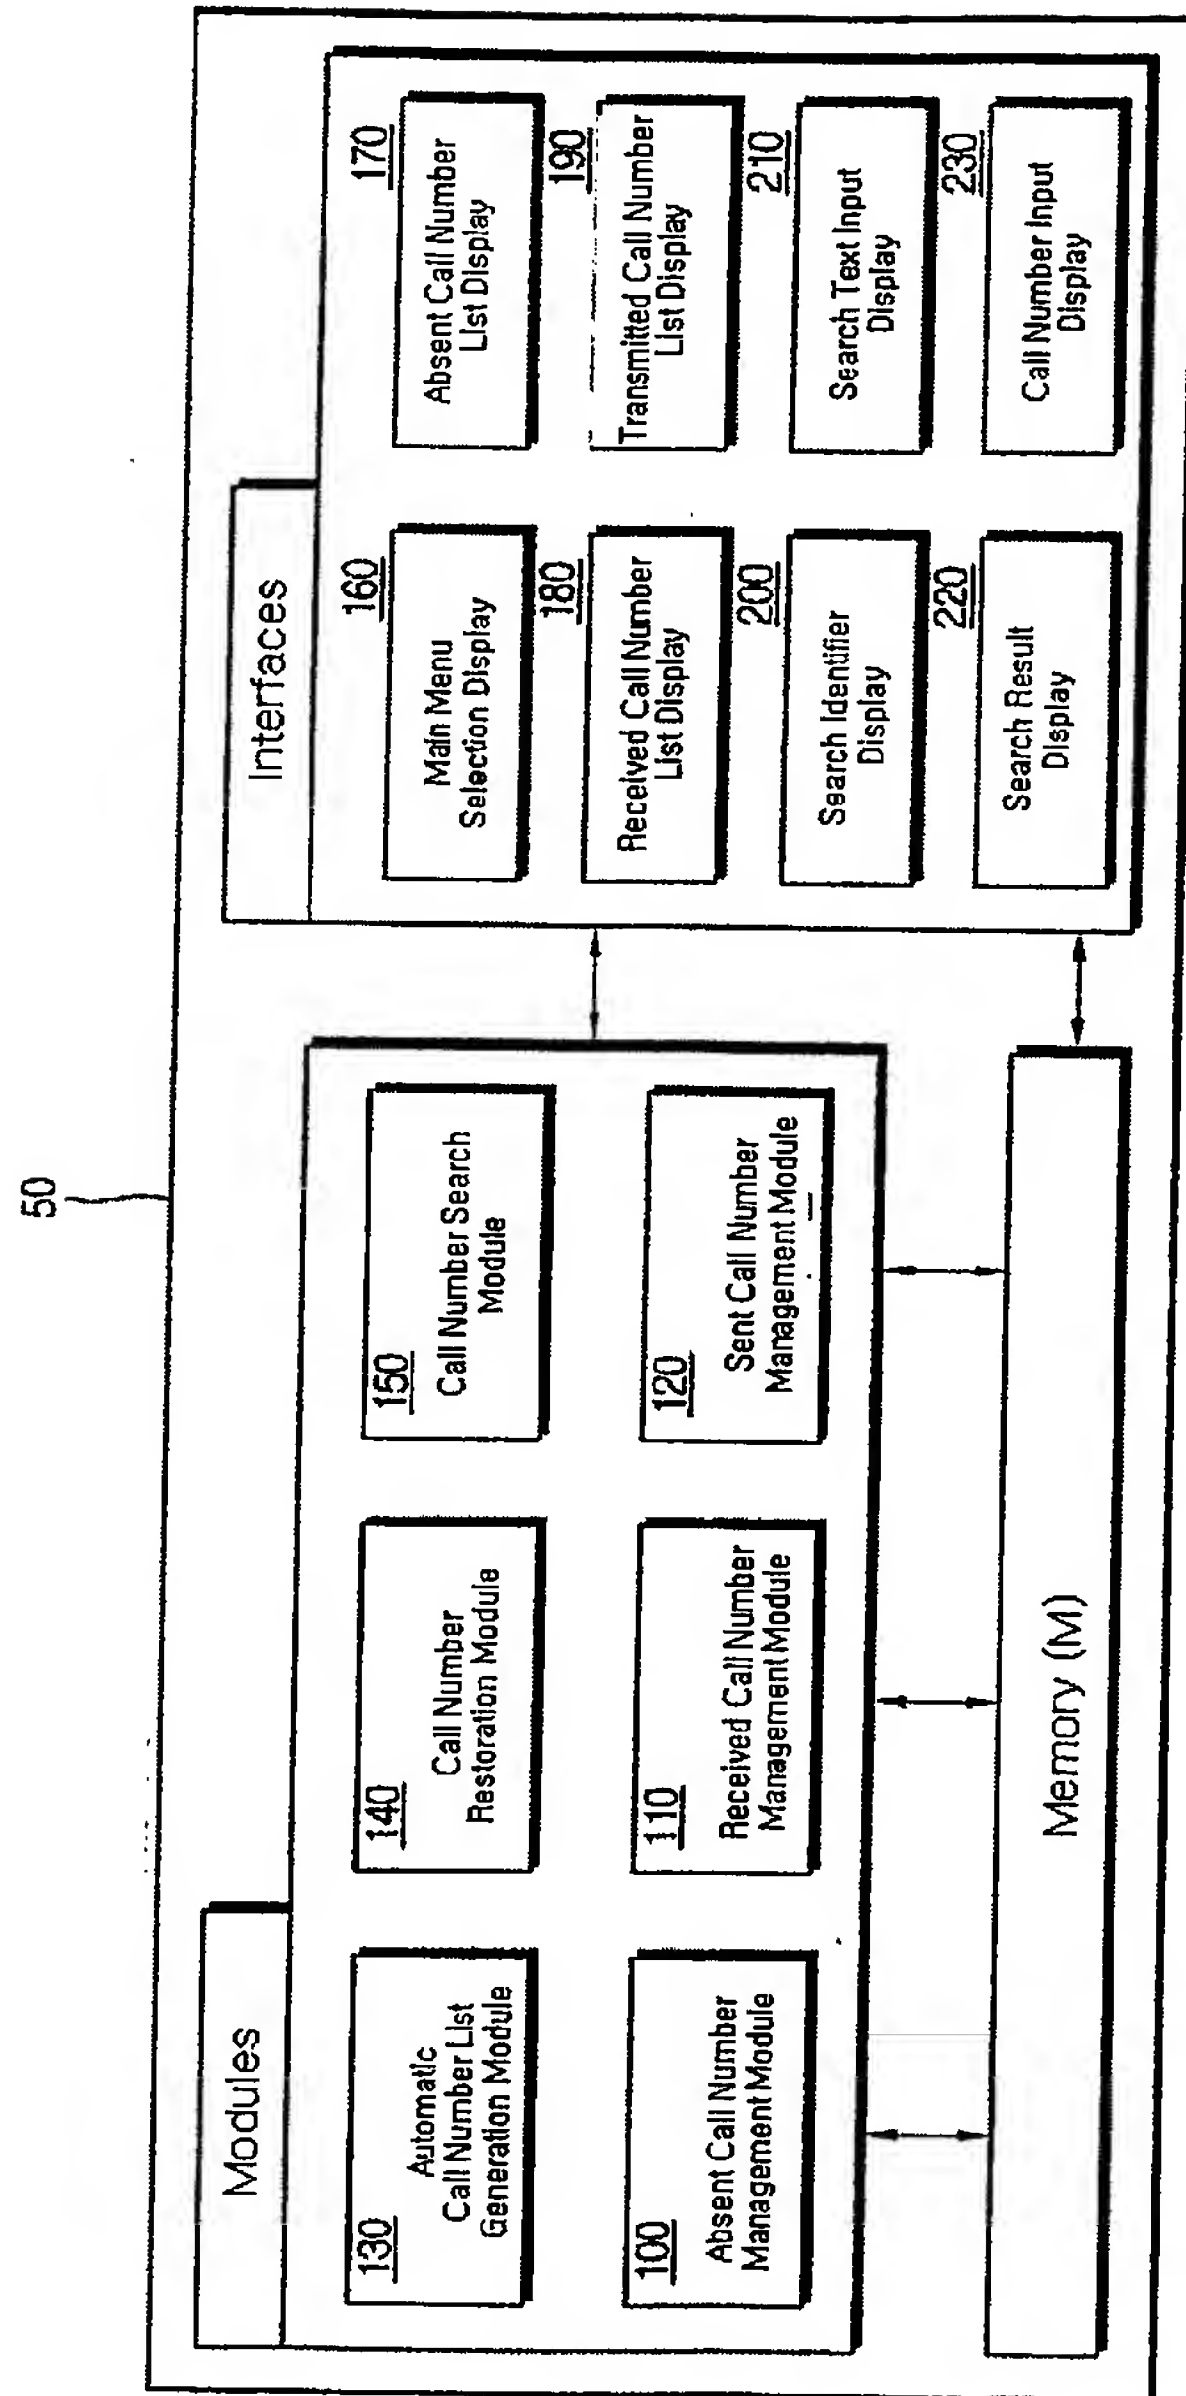 50
Modules
130
Automatic
Call Number List
Generation Module
140
Call Number
Restoration Module
150
Call Number Search
Module
100
Absent Call Number
Management Module
110
Received Call Number
Management Module
120
Sent Call Number
Management Module
Memory (M)
Interfaces
160
Main Menu
Selection Display
170
Absent Call Number
List Display
180
Received Call Number
List Display
190
Transmitted Call Number
List Display
200
Search Identifier
Display
210
Search Text Input
Display
220
Search Result
Display
230
Call Number Input
Display